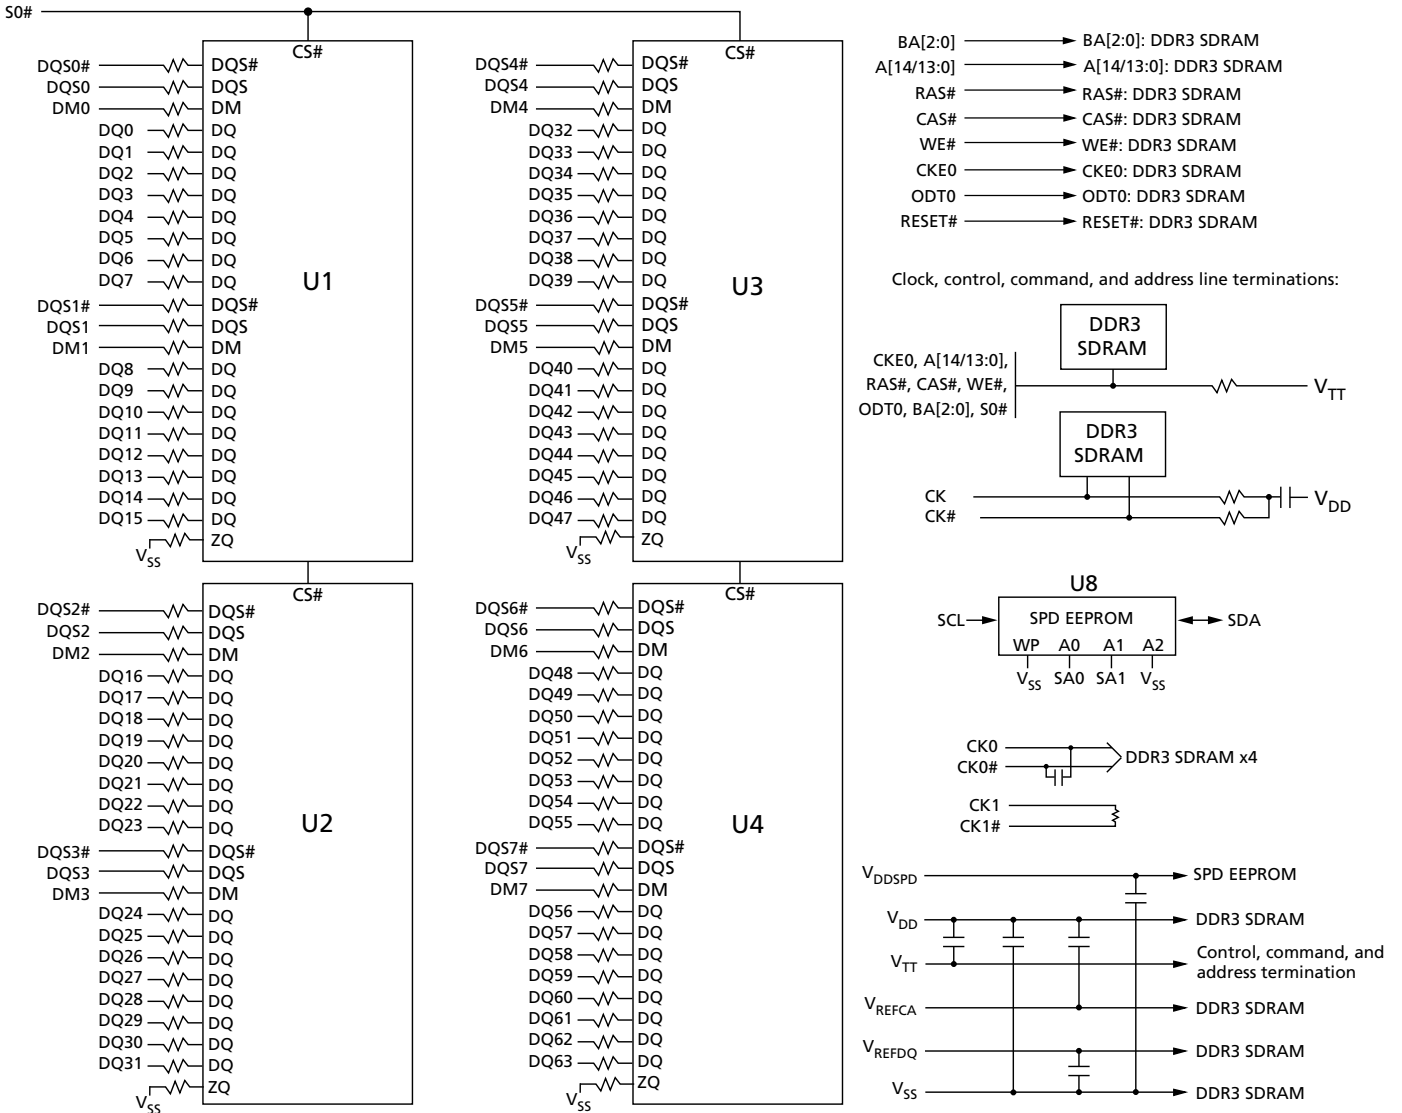 S0#
CS#
DQS0# DQS#
DQS0 DQS
DM0 DM
DQ0 DQ
DQ1 DQ
DQ2 DQ
DQ3 DQ
DQ4 DQ
DQ5 DQ
DQ6 DQ
DQ7 DQ
U1
DQS1# DQS#
DQS1 DQS
DM1 DM
DQ8 DQ
DQ9 DQ
DQ10 DQ
DQ11 DQ
DQ12 DQ
DQ13 DQ
DQ14 DQ
DQ15 DQ
VSS ZQ
CS#
DQS2# DQS#
DQS2 DQS
DM2 DM
DQ16 DQ
DQ17 DQ
DQ18 DQ
DQ19 DQ
DQ20 DQ
DQ21 DQ
DQ22 DQ
DQ23 DQ
U2
DQS3# DQS#
DQS3 DQS
DM3 DM
DQ24 DQ
DQ25 DQ
DQ26 DQ
DQ27 DQ
DQ28 DQ
DQ29 DQ
DQ30 DQ
DQ31 DQ
VSS ZQ
CS#
DQS4# DQS#
DQS4 DQS
DM4 DM
DQ32 DQ
DQ33 DQ
DQ34 DQ
DQ35 DQ
DQ36 DQ
DQ37 DQ
DQ38 DQ
DQ39 DQ
U3
DQS5# DQS#
DQS5 DQS
DM5 DM
DQ40 DQ
DQ41 DQ
DQ42 DQ
DQ43 DQ
DQ44 DQ
DQ45 DQ
DQ46 DQ
DQ47 DQ
VSS ZQ
CS#
DQS6# DQS#
DQS6 DQS
DM6 DM
DQ48 DQ
DQ49 DQ
DQ50 DQ
DQ51 DQ
DQ52 DQ
DQ53 DQ
DQ54 DQ
DQ55 DQ
U4
DQS7# DQS#
DQS7 DQS
DM7 DM
DQ56 DQ
DQ57 DQ
DQ58 DQ
DQ59 DQ
DQ60 DQ
DQ61 DQ
DQ62 DQ
DQ63 DQ
VSS ZQ
BA[2:0] BA[2:0]: DDR3 SDRAM
A[14/13:0] A[14/13:0]: DDR3 SDRAM
RAS# RAS#: DDR3 SDRAM
CAS# CAS#: DDR3 SDRAM
WE# WE#: DDR3 SDRAM
CKE0 CKE0: DDR3 SDRAM
ODT0 ODT0: DDR3 SDRAM
RESET# RESET#: DDR3 SDRAM
Clock, control, command, and address line terminations:
DDR3
SDRAM
CKE0, A[14/13:0],
RAS#, CAS#, WE#,
ODT0, BA[2:0], S0#
VTT
DDR3
SDRAM
CK
CK#
VDD
U8
SCL SPD EEPROM SDA
WP A0 A1 A2
VSS SA0 SA1 VSS
CK0
CK0#
DDR3 SDRAM x4
CK1
CK1#
VDDSPD SPD EEPROM
VDD DDR3 SDRAM
VTT Control, command, and
address termination
VREFCA DDR3 SDRAM
VREFDQ DDR3 SDRAM
VSS DDR3 SDRAM